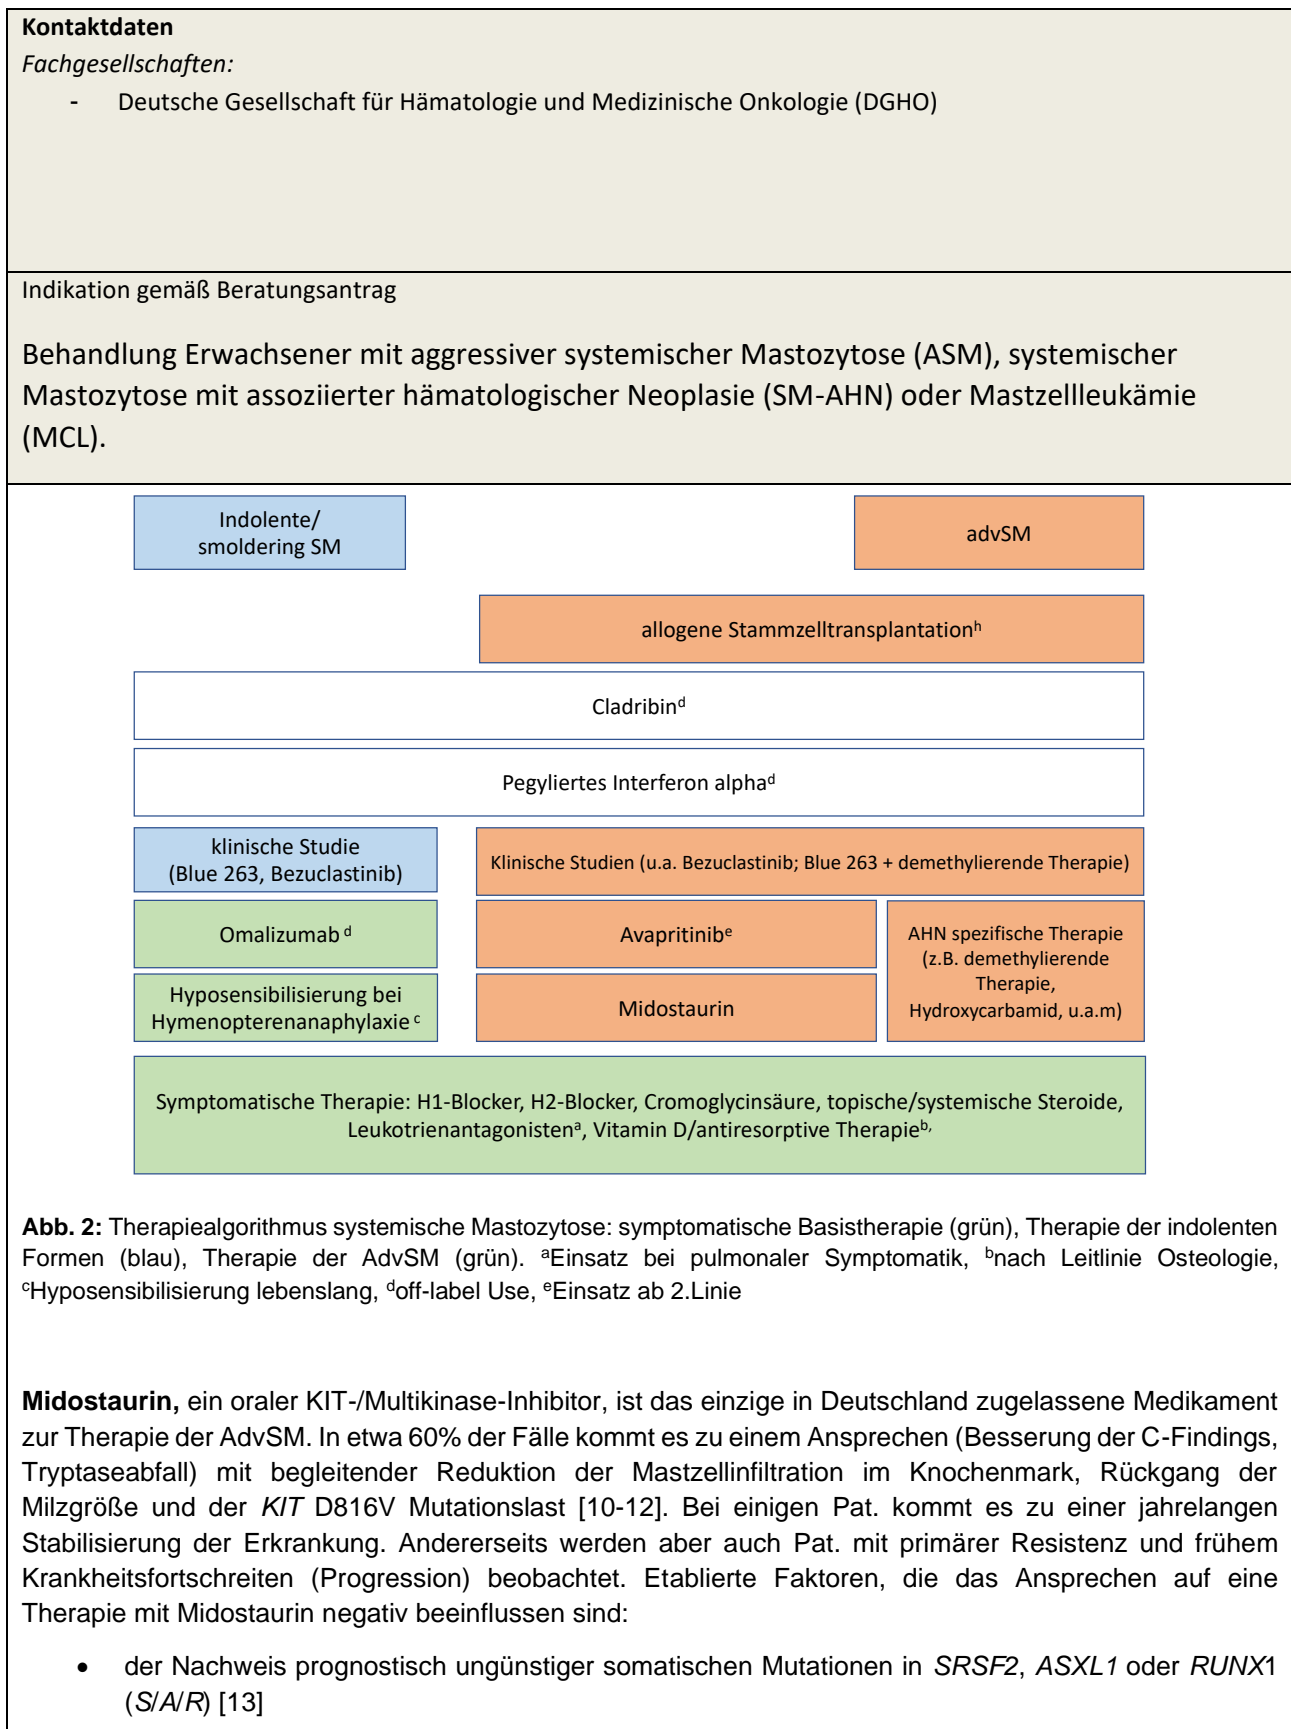 Kontaktdaten
Fachgesellschaften:
- Deutsche Gesellschaft für Hämatologie und Medizinische Onkologie (DGHO)
Indikation gemäß Beratungsantrag
Behandlung Erwachsener mit aggressiver systemischer Mastozytose (ASM), systemischer
Mastozytose mit assoziierter hämatologischer Neoplasie (SM-AHN) oder Mastzellleukämie
(MCL).
Indolente/
smoldering SM
advSM
allogene Stammzelltransplantationʰ
Cladribinᵈ
Pegyliertes Interferon alphaᵈ
klinische Studie
(Blue 263, Bezuclastinib)
Klinische Studien (u.a. Bezuclastinib; Blue 263 + demethylierende Therapie)
Omalizumab ᵈ
Avapritinibᵉ
AHN spezifische Therapie
(z.B. demethylierende
Therapie,
Hydroxycarbamid, u.a.m)
Hyposensibilisierung bei
Hymenopterenanaphylaxie ᶜ
Midostaurin
Symptomatische Therapie: H1-Blocker, H2-Blocker, Cromoglycinsäure, topische/systemische Steroide,
Leukotrienantagonistenᵃ, Vitamin D/antiresorptive Therapieᵇ,
Abb. 2: Therapiealgorithmus systemische Mastozytose: symptomatische Basistherapie (grün), Therapie der indolenten
Formen (blau), Therapie der AdvSM (grün). ᵃEinsatz bei pulmonaler Symptomatik, ᵇnach Leitlinie Osteologie,
ᶜHyposensibilisierung lebenslang, ᵈoff-label Use, ᵉEinsatz ab 2.Linie
Midostaurin, ein oraler KIT-/Multikinase-Inhibitor, ist das einzige in Deutschland zugelassene Medikament
zur Therapie der AdvSM. In etwa 60% der Fälle kommt es zu einem Ansprechen (Besserung der C-Findings,
Tryptaseabfall) mit begleitender Reduktion der Mastzellinfiltration im Knochenmark, Rückgang der
Milzgröße und der KIT D816V Mutationslast [10-12]. Bei einigen Pat. kommt es zu einer jahrelangen
Stabilisierung der Erkrankung. Andererseits werden aber auch Pat. mit primärer Resistenz und frühem
Krankheitsfortschreiten (Progression) beobachtet. Etablierte Faktoren, die das Ansprechen auf eine
Therapie mit Midostaurin negativ beeinflussen sind:
• der Nachweis prognostisch ungünstiger somatischen Mutationen in SRSF2, ASXL1 oder RUNX1
(S/A/R) [13]